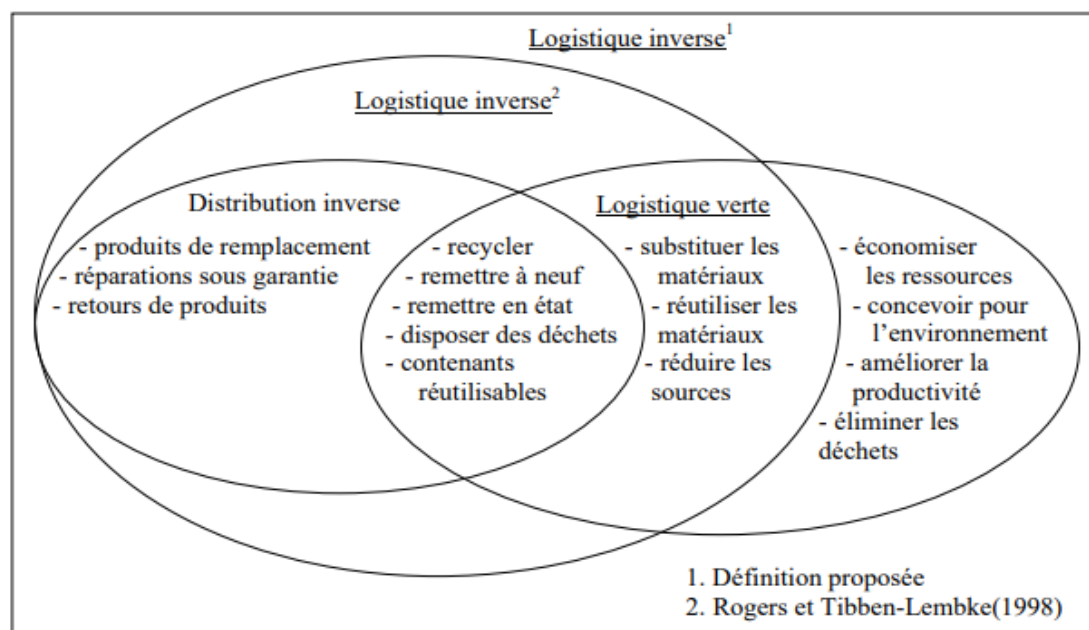 Logistique inverse¹
Logistique inverse²
Distribution inverse
- produits de remplacement
- réparations sous garantie
- retours de produits
- recycler
- remettre à neuf
- remettre en état
- disposer des déchets
- contenants
réutilisables
Logistique verte
- substituer les
matériaux
- réutiliser les
matériaux
- réduire les
sources
- économiser
les ressources
- concevoir pour
l’environnement
- améliorer la
productivité
- éliminer les
déchets
1. Définition proposée
2. Rogers et Tibben-Lembke(1998)